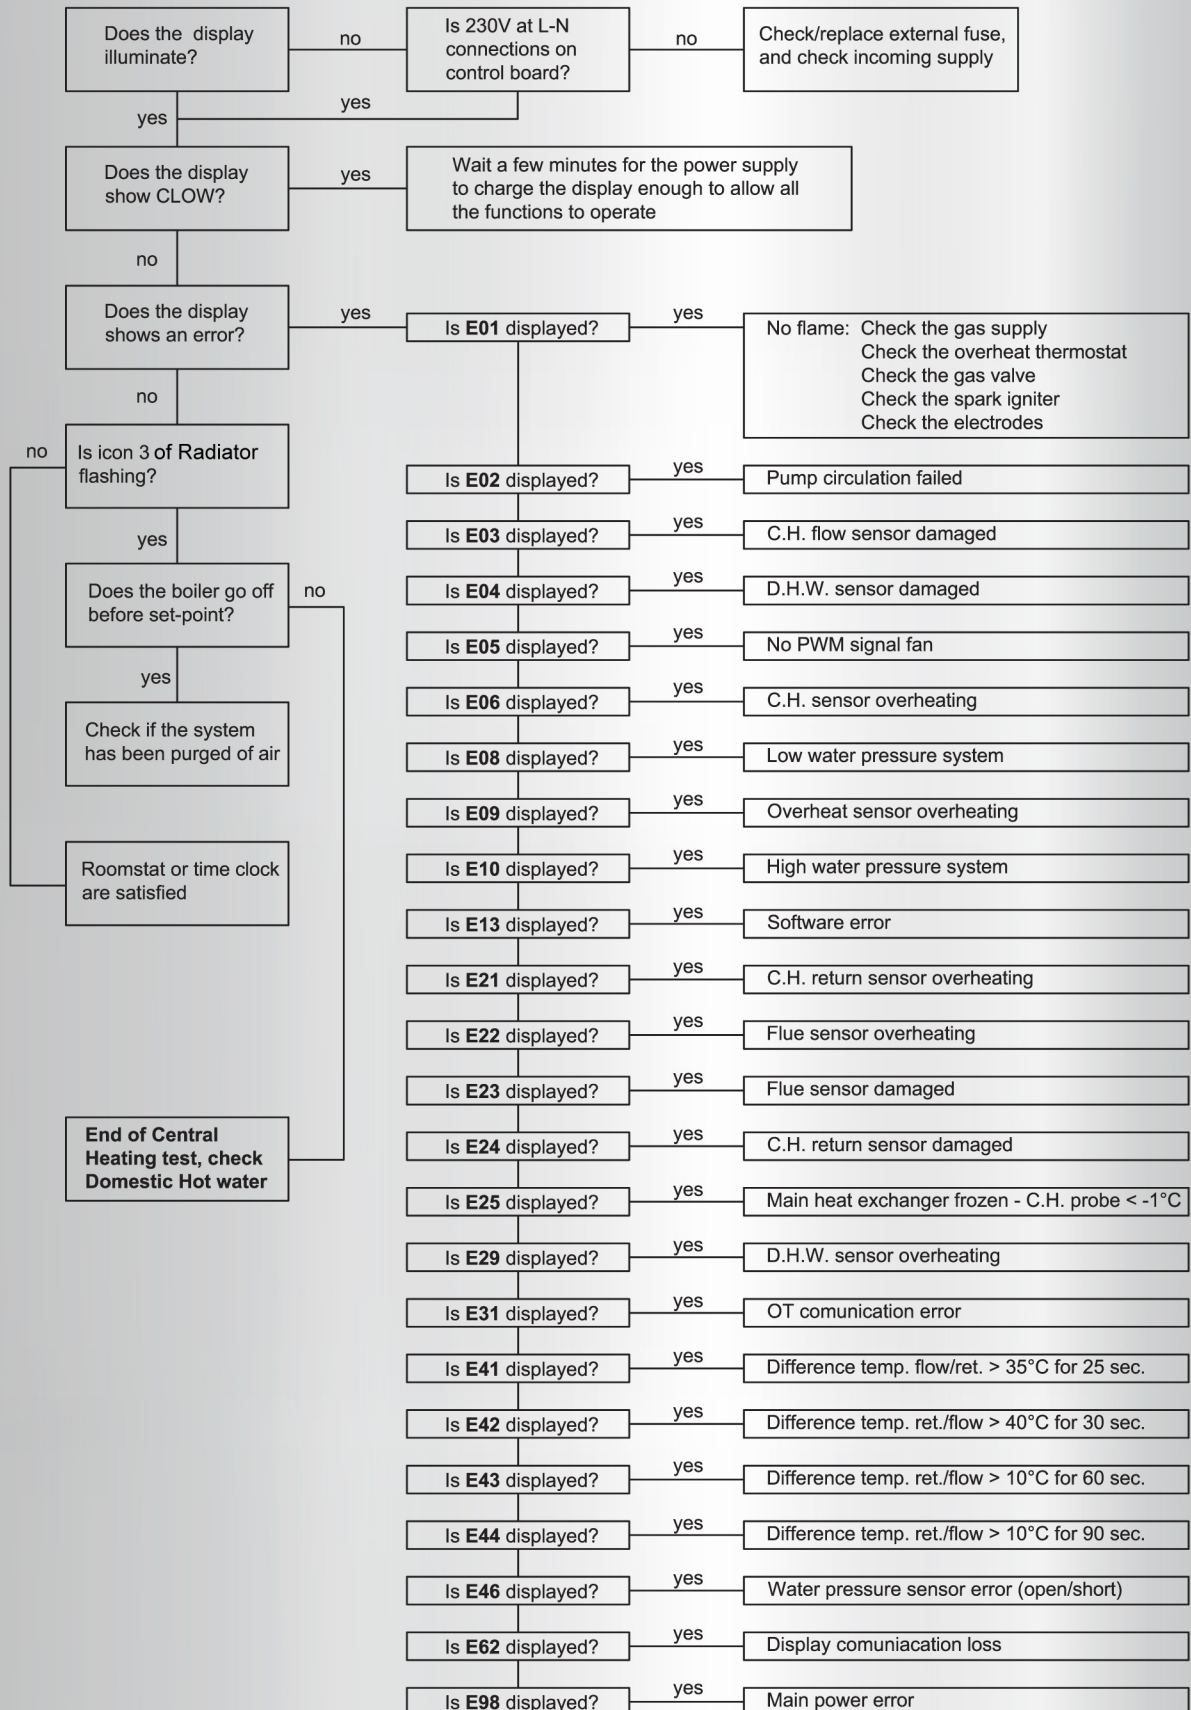 Does the display
illuminate?
no
Is 230V at L-N
connections on
control board?
no
Check/replace external fuse,
and check incoming supply
yes
yes
Does the display
show CLOW?
yes
Wait a few minutes for the power supply
to charge the display enough to allow all
the functions to operate
no
Does the display
shows an error?
yes
Is E01 displayed?
yes
No flame: Check the gas supply
Check the overheat thermostat
Check the gas valve
Check the spark igniter
Check the electrodes
no
Is icon 3 of Radiator
flashing?
no
yes
Does the boiler go off
before set-point?
no
yes
Check if the system
has been purged of air
Roomstat or time clock
are satisfied
End of Central
Heating test, check
Domestic Hot water
Is E02 displayed?
yes
Pump circulation failed
Is E03 displayed?
yes
C.H. flow sensor damaged
Is E04 displayed?
yes
D.H.W. sensor damaged
Is E05 displayed?
yes
No PWM signal fan
Is E06 displayed?
yes
C.H. sensor overheating
Is E08 displayed?
yes
Low water pressure system
Is E09 displayed?
yes
Overheat sensor overheating
Is E10 displayed?
yes
High water pressure system
Is E13 displayed?
yes
Software error
Is E21 displayed?
yes
C.H. return sensor overheating
Is E22 displayed?
yes
Flue sensor overheating
Is E23 displayed?
yes
Flue sensor damaged
Is E24 displayed?
yes
C.H. return sensor damaged
Is E25 displayed?
yes
Main heat exchanger frozen - C.H. probe < -1°C
Is E29 displayed?
yes
D.H.W. sensor overheating
Is E31 displayed?
yes
OT comunication error
Is E41 displayed?
yes
Difference temp. flow/ret. > 35°C for 25 sec.
Is E42 displayed?
yes
Difference temp. ret./flow > 40°C for 30 sec.
Is E43 displayed?
yes
Difference temp. ret./flow > 10°C for 60 sec.
Is E44 displayed?
yes
Difference temp. ret./flow > 10°C for 90 sec.
Is E46 displayed?
yes
Water pressure sensor error (open/short)
Is E62 displayed?
yes
Display comuniacation loss
Is E98 displayed?
yes
Main power error